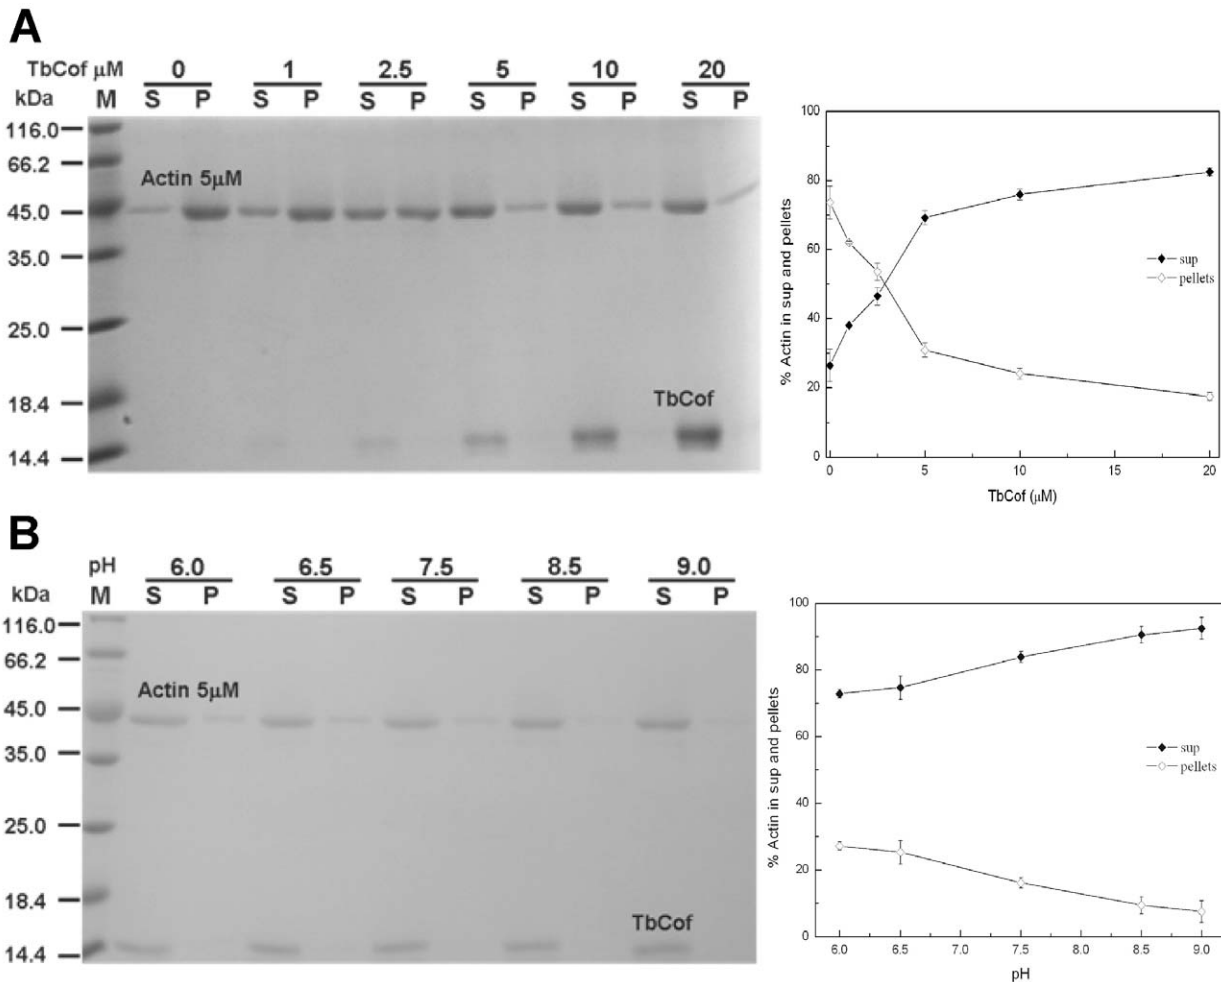 A
TbCof μM 0 1 2.5 5 10 20
kDa M S P S P S P S P S P S P
116.0
66.2
Actin 5μM
45.0
35.0
25.0
18.4
TbCof
14.4
100
80
60
40
20
0
% Actin in sup and pellets
sup
pellets
0 5 10 15 20
TbCof (μM)
B
pH 6.0 6.5 7.5 8.5 9.0
kDa M S P S P S P S P S P
116.0
66.2
Actin 5μM
45.0
35.0
25.0
18.4
TbCof
14.4
100
80
60
40
20
0
% Actin in sup and pellets
sup
pellets
6.0 6.5 7.0 7.5 8.0 8.5 9.0
pH